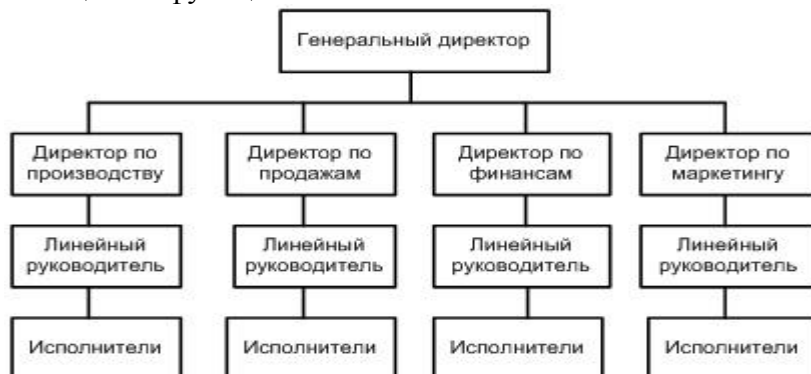 Генеральный директор
Директор по
производству
Директор по
продажам
Директор по
финансам
Директор по
маркетингу
Линейный
руководитель
Линейный
руководитель
Линейный
руководитель
Линейный
руководитель
Исполнители
Исполнители
Исполнители
Исполнители